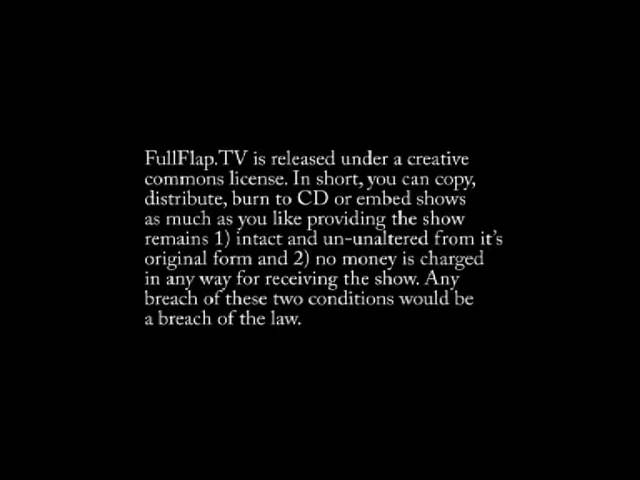 FullFlap.TV is released under a creative
commons license. In short, you can copy,
distribute, burn to CD or embed shows
as much as you like providing the show
remains 1) intact and un-unaltered from it's
original form and 2) no money is charged
in any way for receiving the show. Any
breach of these two conditions would be
a breach of the law.